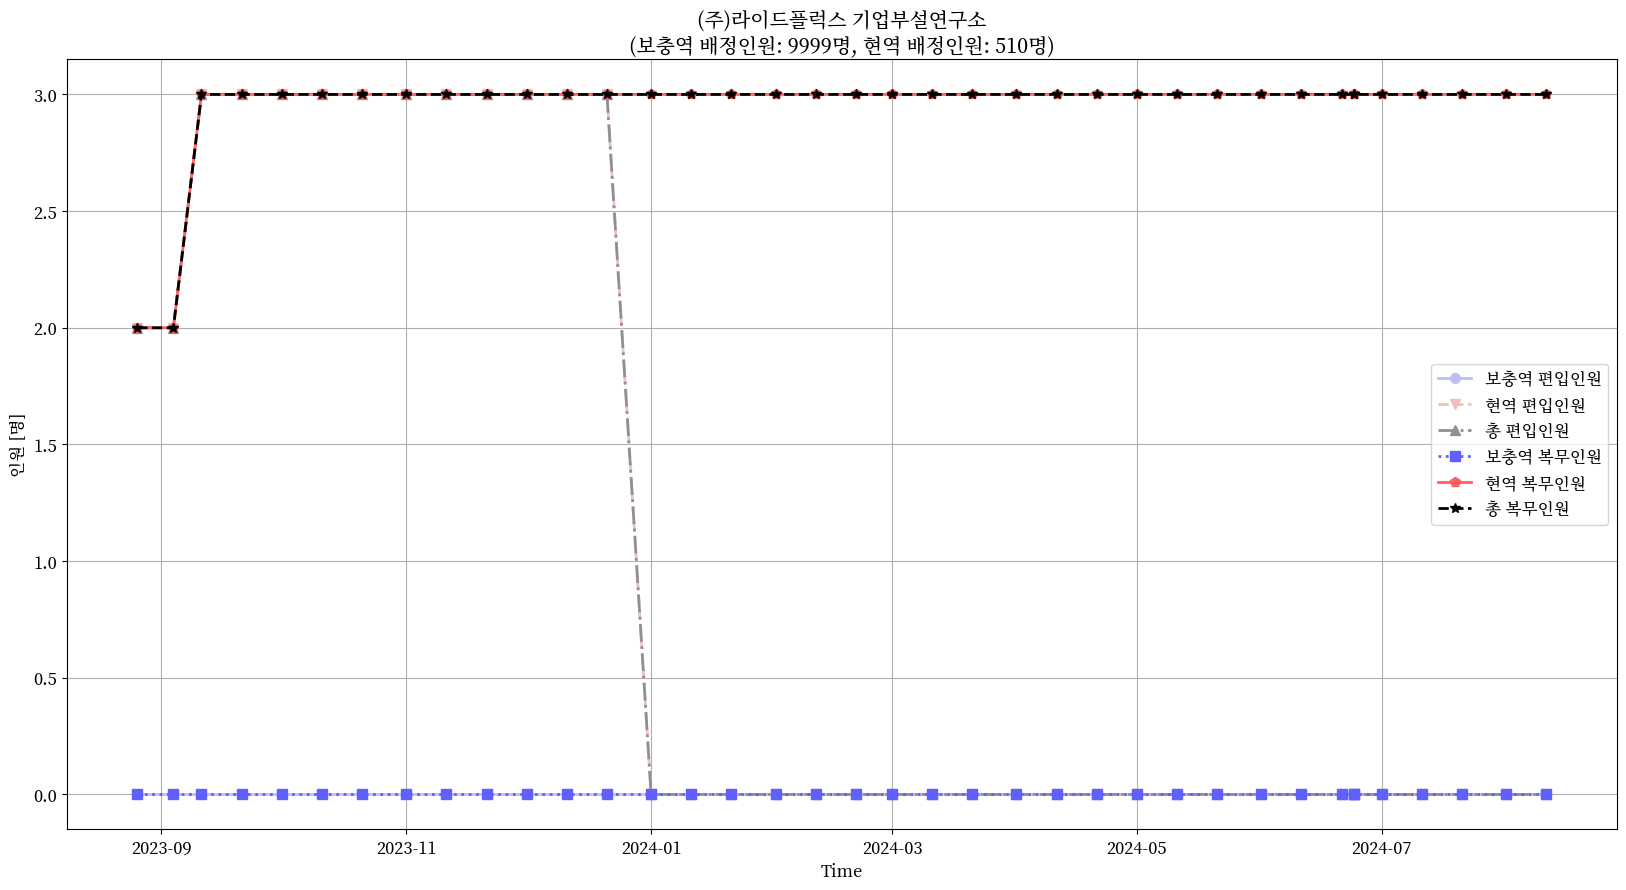 (주)라이드플럭스 기업부설연구소
(보충역 배정인원: 9999명, 현역 배정인원: 510명)
3.0
2.5
2.0
1.5
1.0
0.5
0.0
인원 [명]
보충역 편입인원
현역 편입인원
총 편입인원
보충역 복무인원
현역 복무인원
총 복무인원
2023-09
2023-11
2024-01
2024-03
2024-05
2024-07
Time